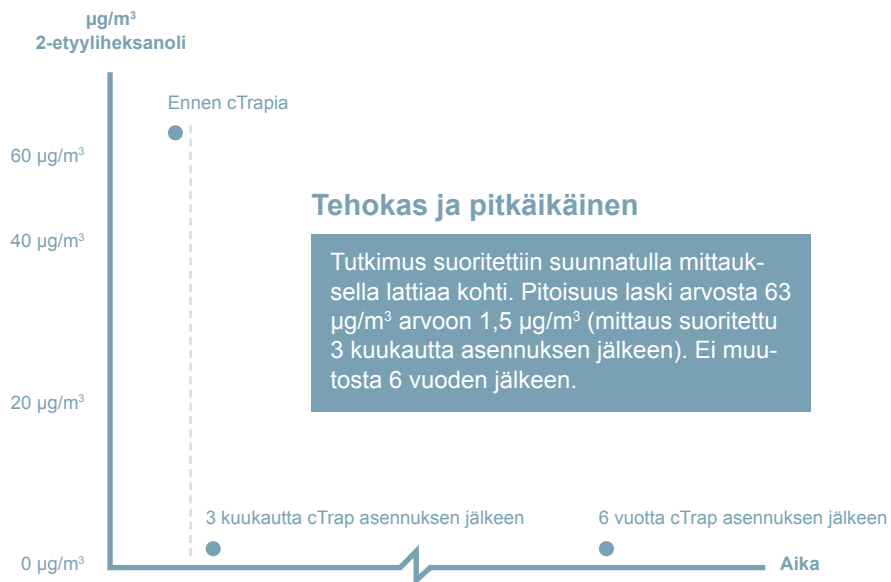 µg/m³
2-etyyliheksanoli
Ennen cTrapia
60 µg/m³
Tehokas ja pitkäikäinen
40 µg/m³
Tutkimus suoritettiin suunnatulla mittauk-
sella lattiaa kohti. Pitoisuus laski arvosta 63
µg/m³ arvoon 1,5 µg/m³ (mittaus suoritettu
3 kuukautta asennuksen jälkeen). Ei muu-
tosta 6 vuoden jälkeen.
20 µg/m³
3 kuukautta cTrap asennuksen jälkeen
6 vuotta cTrap asennuksen jälkeen
0 µg/m³
Aika